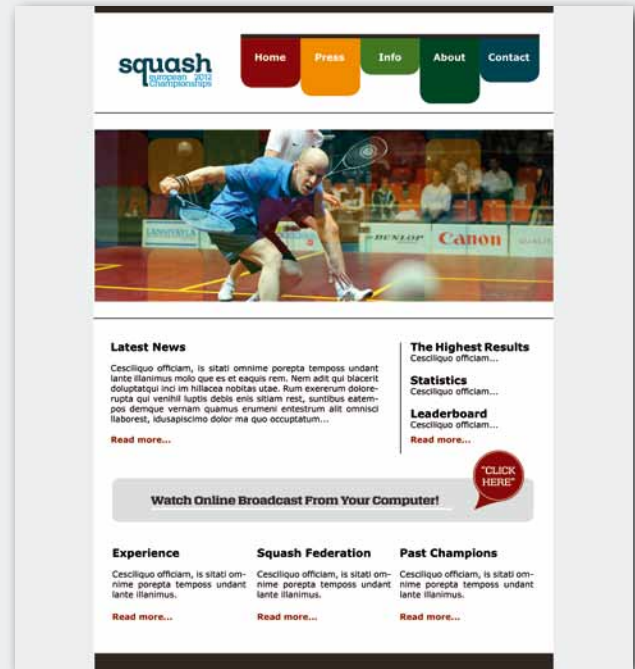 squash
european 2012
Championships
Home
Press
Info
About
Contact
DUNLOP
Canon
Latest News
Cesciliquo officiam, is sitati omnime porepta temposs undant
lante illanimus molo que es et eaquis rem. Nem adit qui blacerit
doluptatqui inci im hillacea nobitas utae. Rum exererum dolore-
rupta qui venihil luptis debis enis sitiam rest, suntibus eatem-
pos demque vernam quamus erumeni entestrum alit omnisci
llaborest, idusapiscimo dolor ma quo occuptatum...
Read more...
The Highest Results
Cesciliquo officiam...
Statistics
Cesciliquo officiam...
Leaderboard
Cesciliquo officiam...
Read more...
"CLICK
HERE"
Watch Online Broadcast From Your Computer!
Experience
Cesciliquo officiam, is sitati om-
nime porepta temposs undant
lante illanimus.
Read more...
Squash Federation
Cesciliquo officiam, is sitati om-
nime porepta temposs undant
lante illanimus.
Read more...
Past Champions
Cesciliquo officiam, is sitati om-
nime porepta temposs undant
lante illanimus.
Read more...